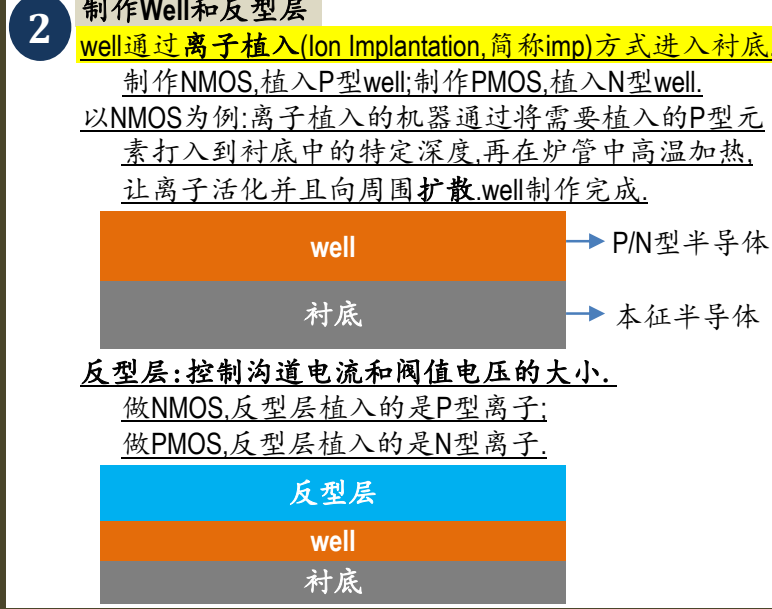 2
制作Well和反型层
well通过离子植入(Ion Implantation,简称imp)方式进入衬底.
制作NMOS,植入P型well;制作PMOS,植入N型well.
以NMOS为例:离子植入的机器通过将需要植入的P型元
素打入到衬底中的特定深度,再在炉管中高温加热,
让离子活化并且向周围扩散.well制作完成.
well
P/N型半导体
衬底
本征半导体
反型层:控制沟道电流和阀值电压的大小.
做NMOS,反型层植入的是P型离子;
做PMOS,反型层植入的是N型离子.
反型层
well
衬底